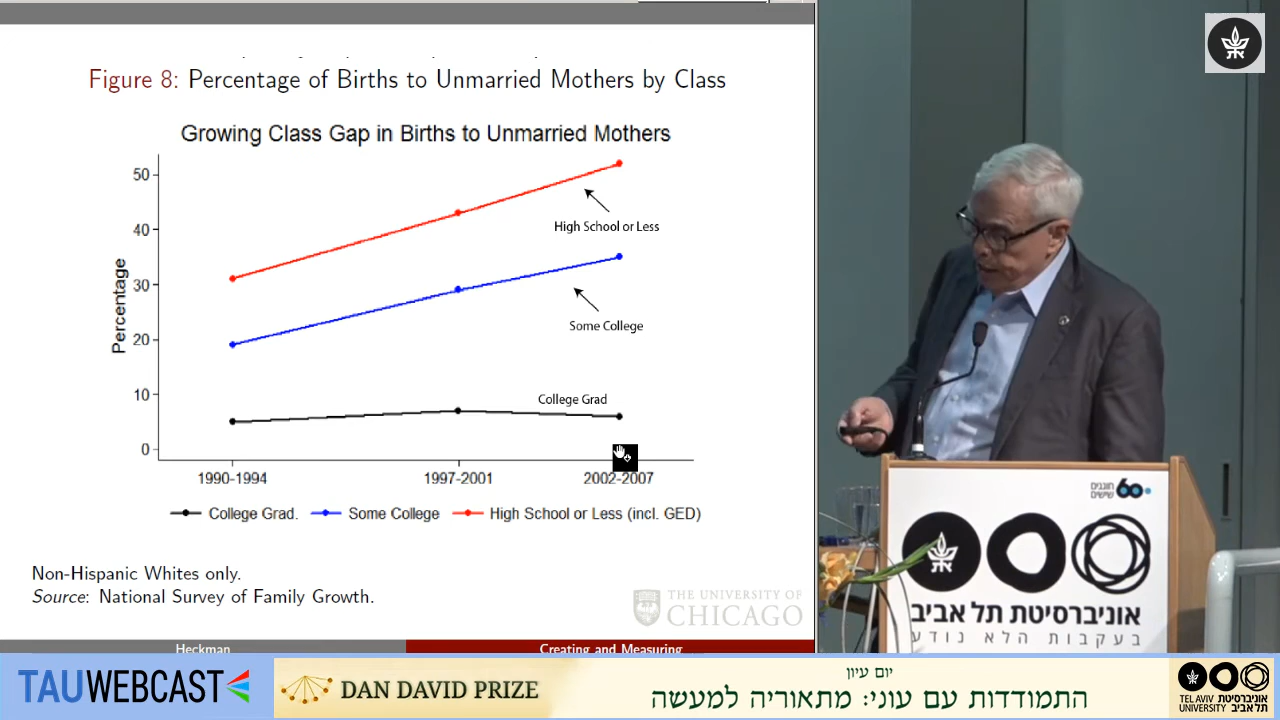 Figure 8: Percentage of Births to Unmarried Mothers by Class
Growing Class Gap in Births to Unmarried Mothers
Percentage
50
40
30
20
10
0
High School or Less
Some College
College Grad
1990-1994
1997-2001
2002-2007
College Grad.
Some College
High School or Less (incl. GED)
Non-Hispanic Whites only.
Source: National Survey of Family Growth.
THE UNIVERSITY OF
CHICAGO
Heckman
Creating and Measuring
חוגגים
שישים
60
אוניברסיטת תל אביב
בעקבות הלא נודע
TAUWEBCAST
DAN DAVID PRIZE
יום עיון
התמודדות עם עוני: מתאוריה למעשה
TEL AVIV אוניברסיטת
UNIVERSITY תל אביב